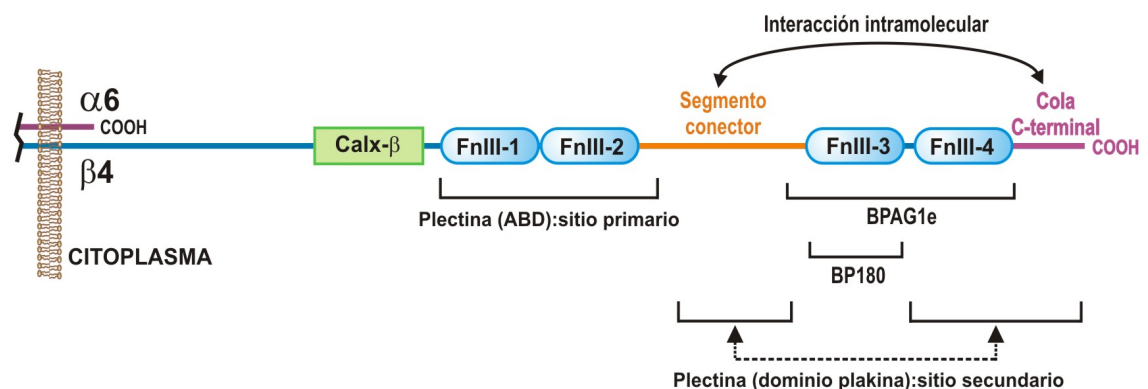 Interacción intramolecular
α6
COOH
Segmento
conector
Cola
C-terminal
COOH
Calx-β
FnIII-1
FnIII-2
FnIII-3
FnIII-4
β4
Plectina (ABD):sitio primario
BPAG1e
CITOPLASMA
BP180
Plectina (dominio plakina):sitio secundario